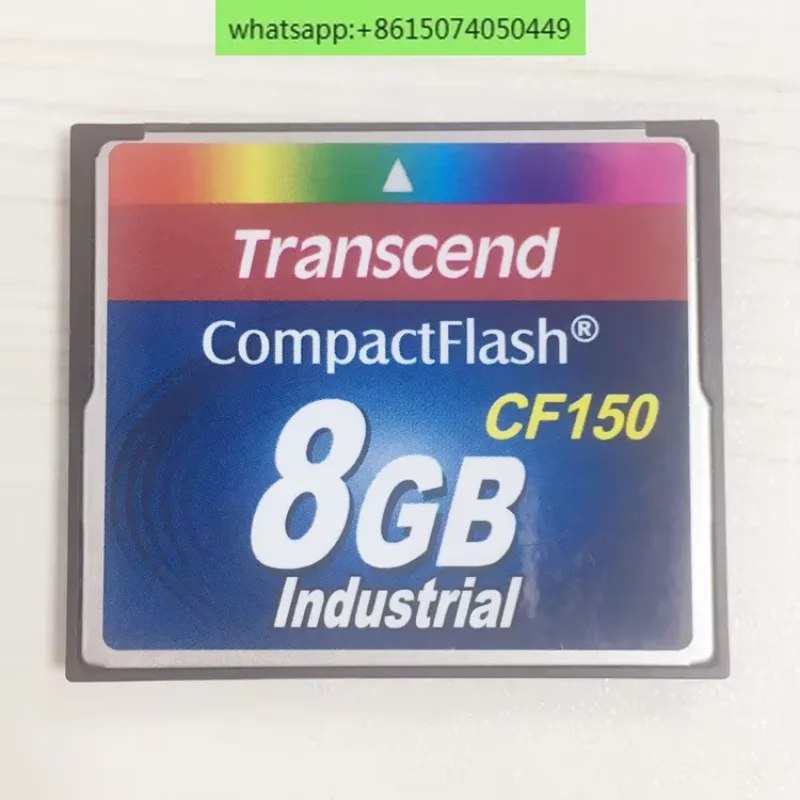 whatsapp:+8615074050449
Transcend
CompactFlash®
CF150
8GB
Industrial